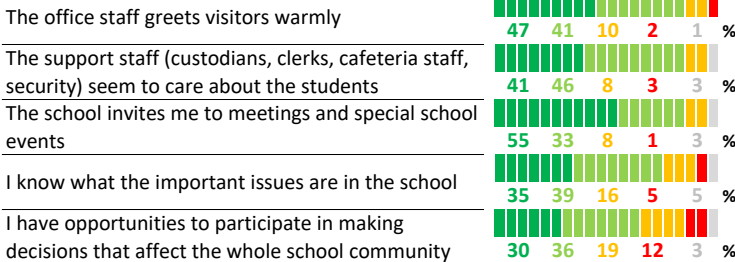 The office staff greets visitors warmly
47 41 10 2 1 %
The support staff (custodians, clerks, cafeteria staff,
security) seem to care about the students
41 46 8 3 3 %
The school invites me to meetings and special school
events
55 33 8 1 3 %
I know what the important issues are in the school
35 39 16 5 5 %
I have opportunities to participate in making
decisions that affect the whole school community
30 36 19 12 3 %